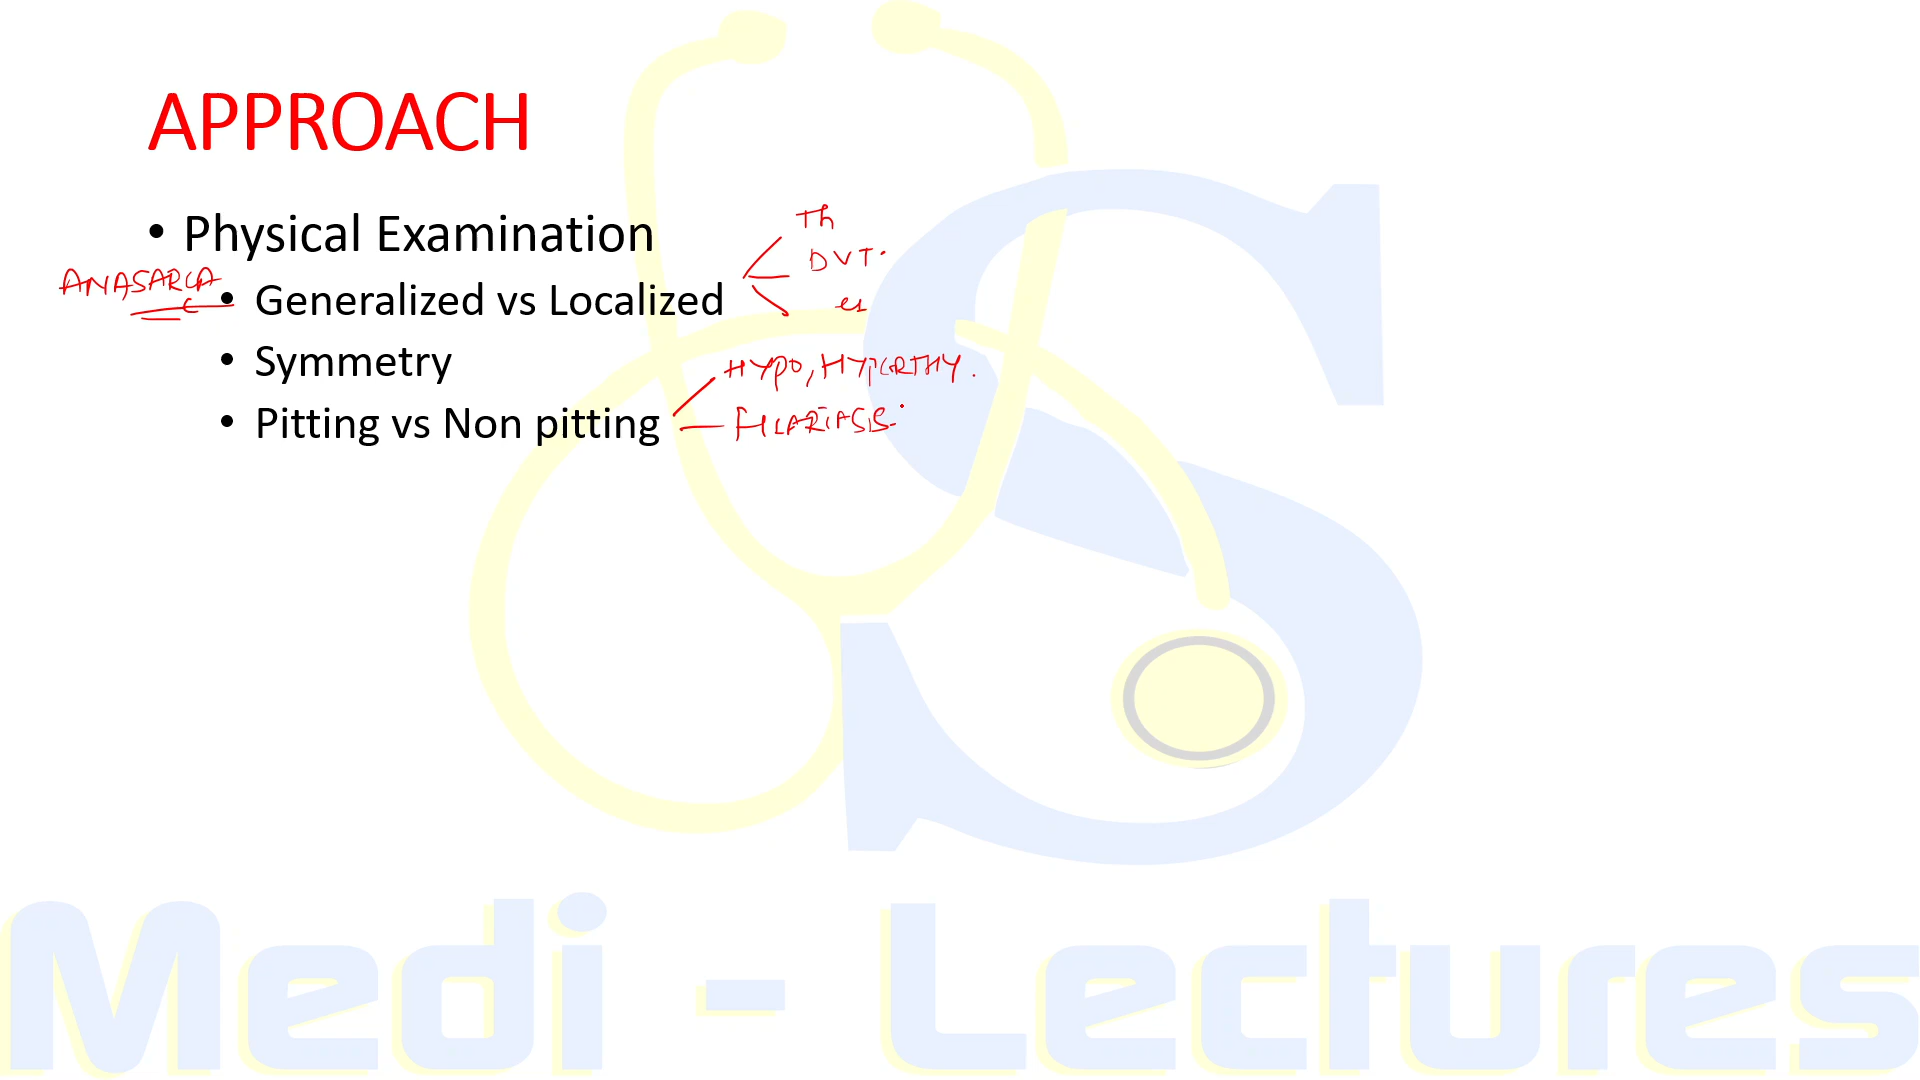 APPROACH
• Physical Examination
ANASARCA
• Generalized vs Localized
Th
DVT.
• Symmetry
• Pitting vs Non pitting
HYPO, HYPERTHY.
FILARIASIS.
Medi - Lectures